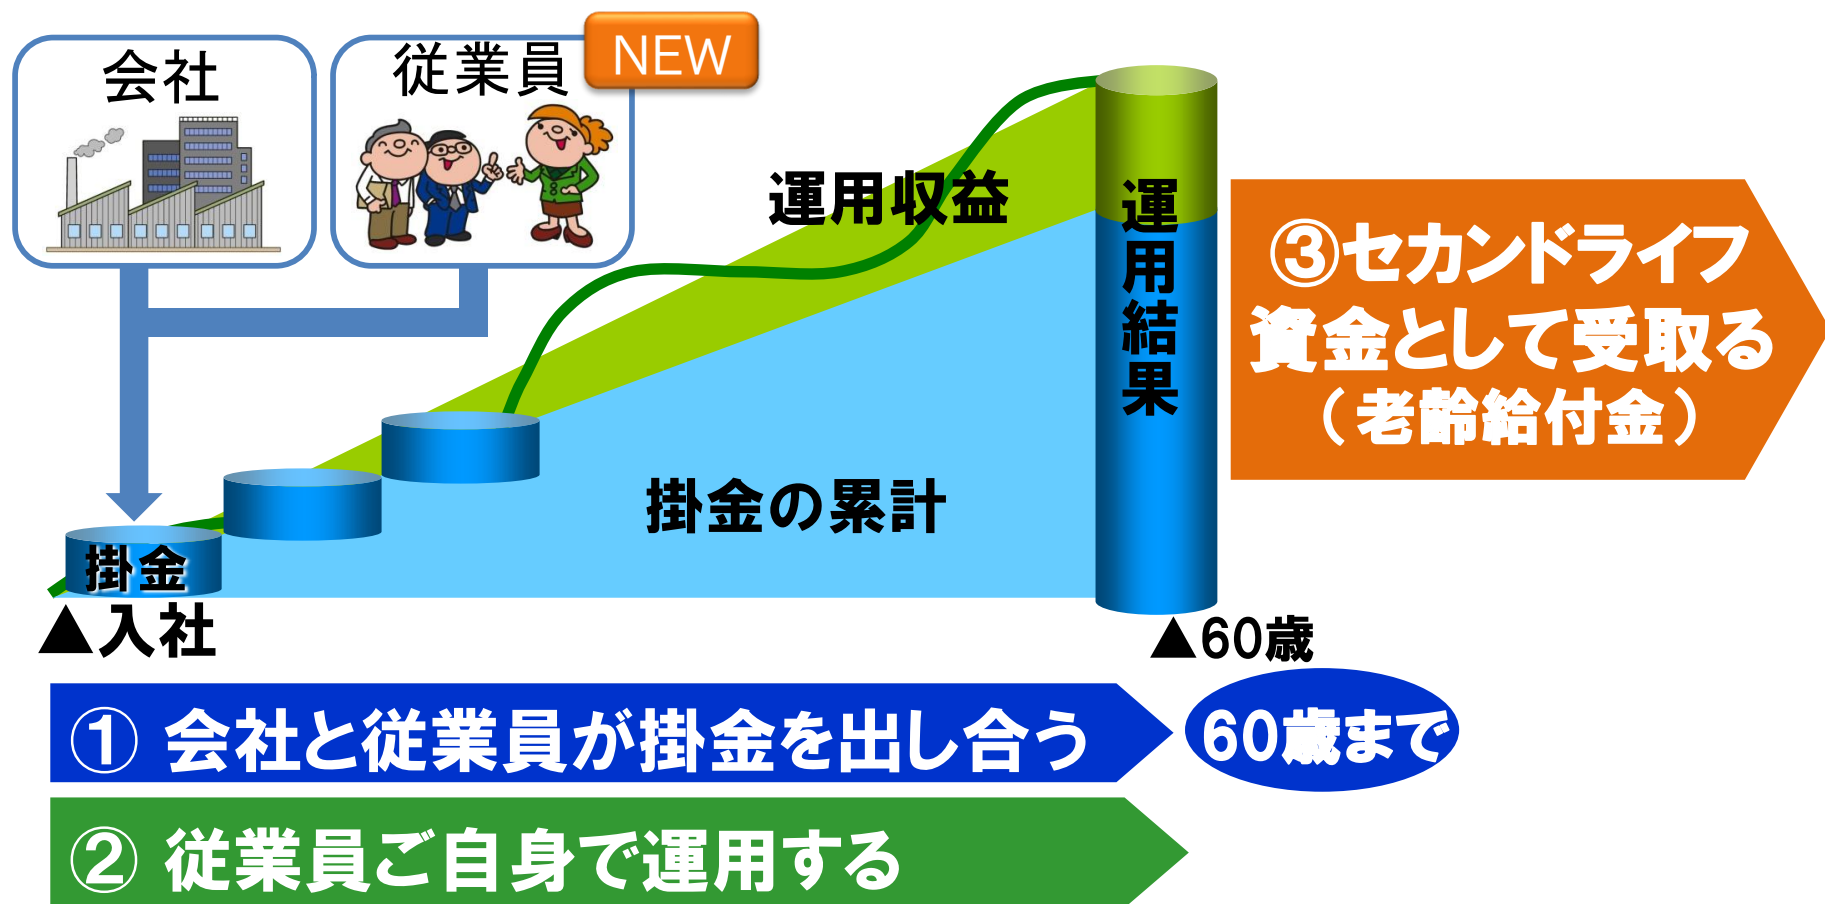 会社
従業員
NEW
運用収益
運用結果
③セカンドライフ
資金として受取る
（老齢給付金）
掛金の累計
掛金
▲入社
▲60歳
① 会社と従業員が掛金を出し合う
60歳まで
② 従業員ご自身で運用する